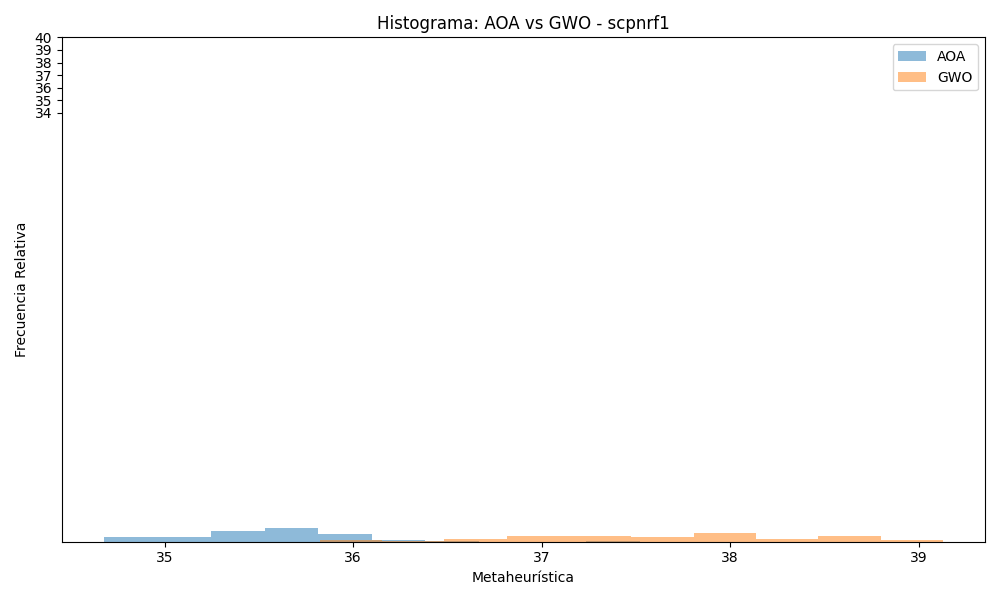 Histograma: AOA vs GWO - scpnrf1
AOA
GWO
40
39
38
37
36
35
34
Frecuencia Relativa
35 36 37 38 39
Metaheurística